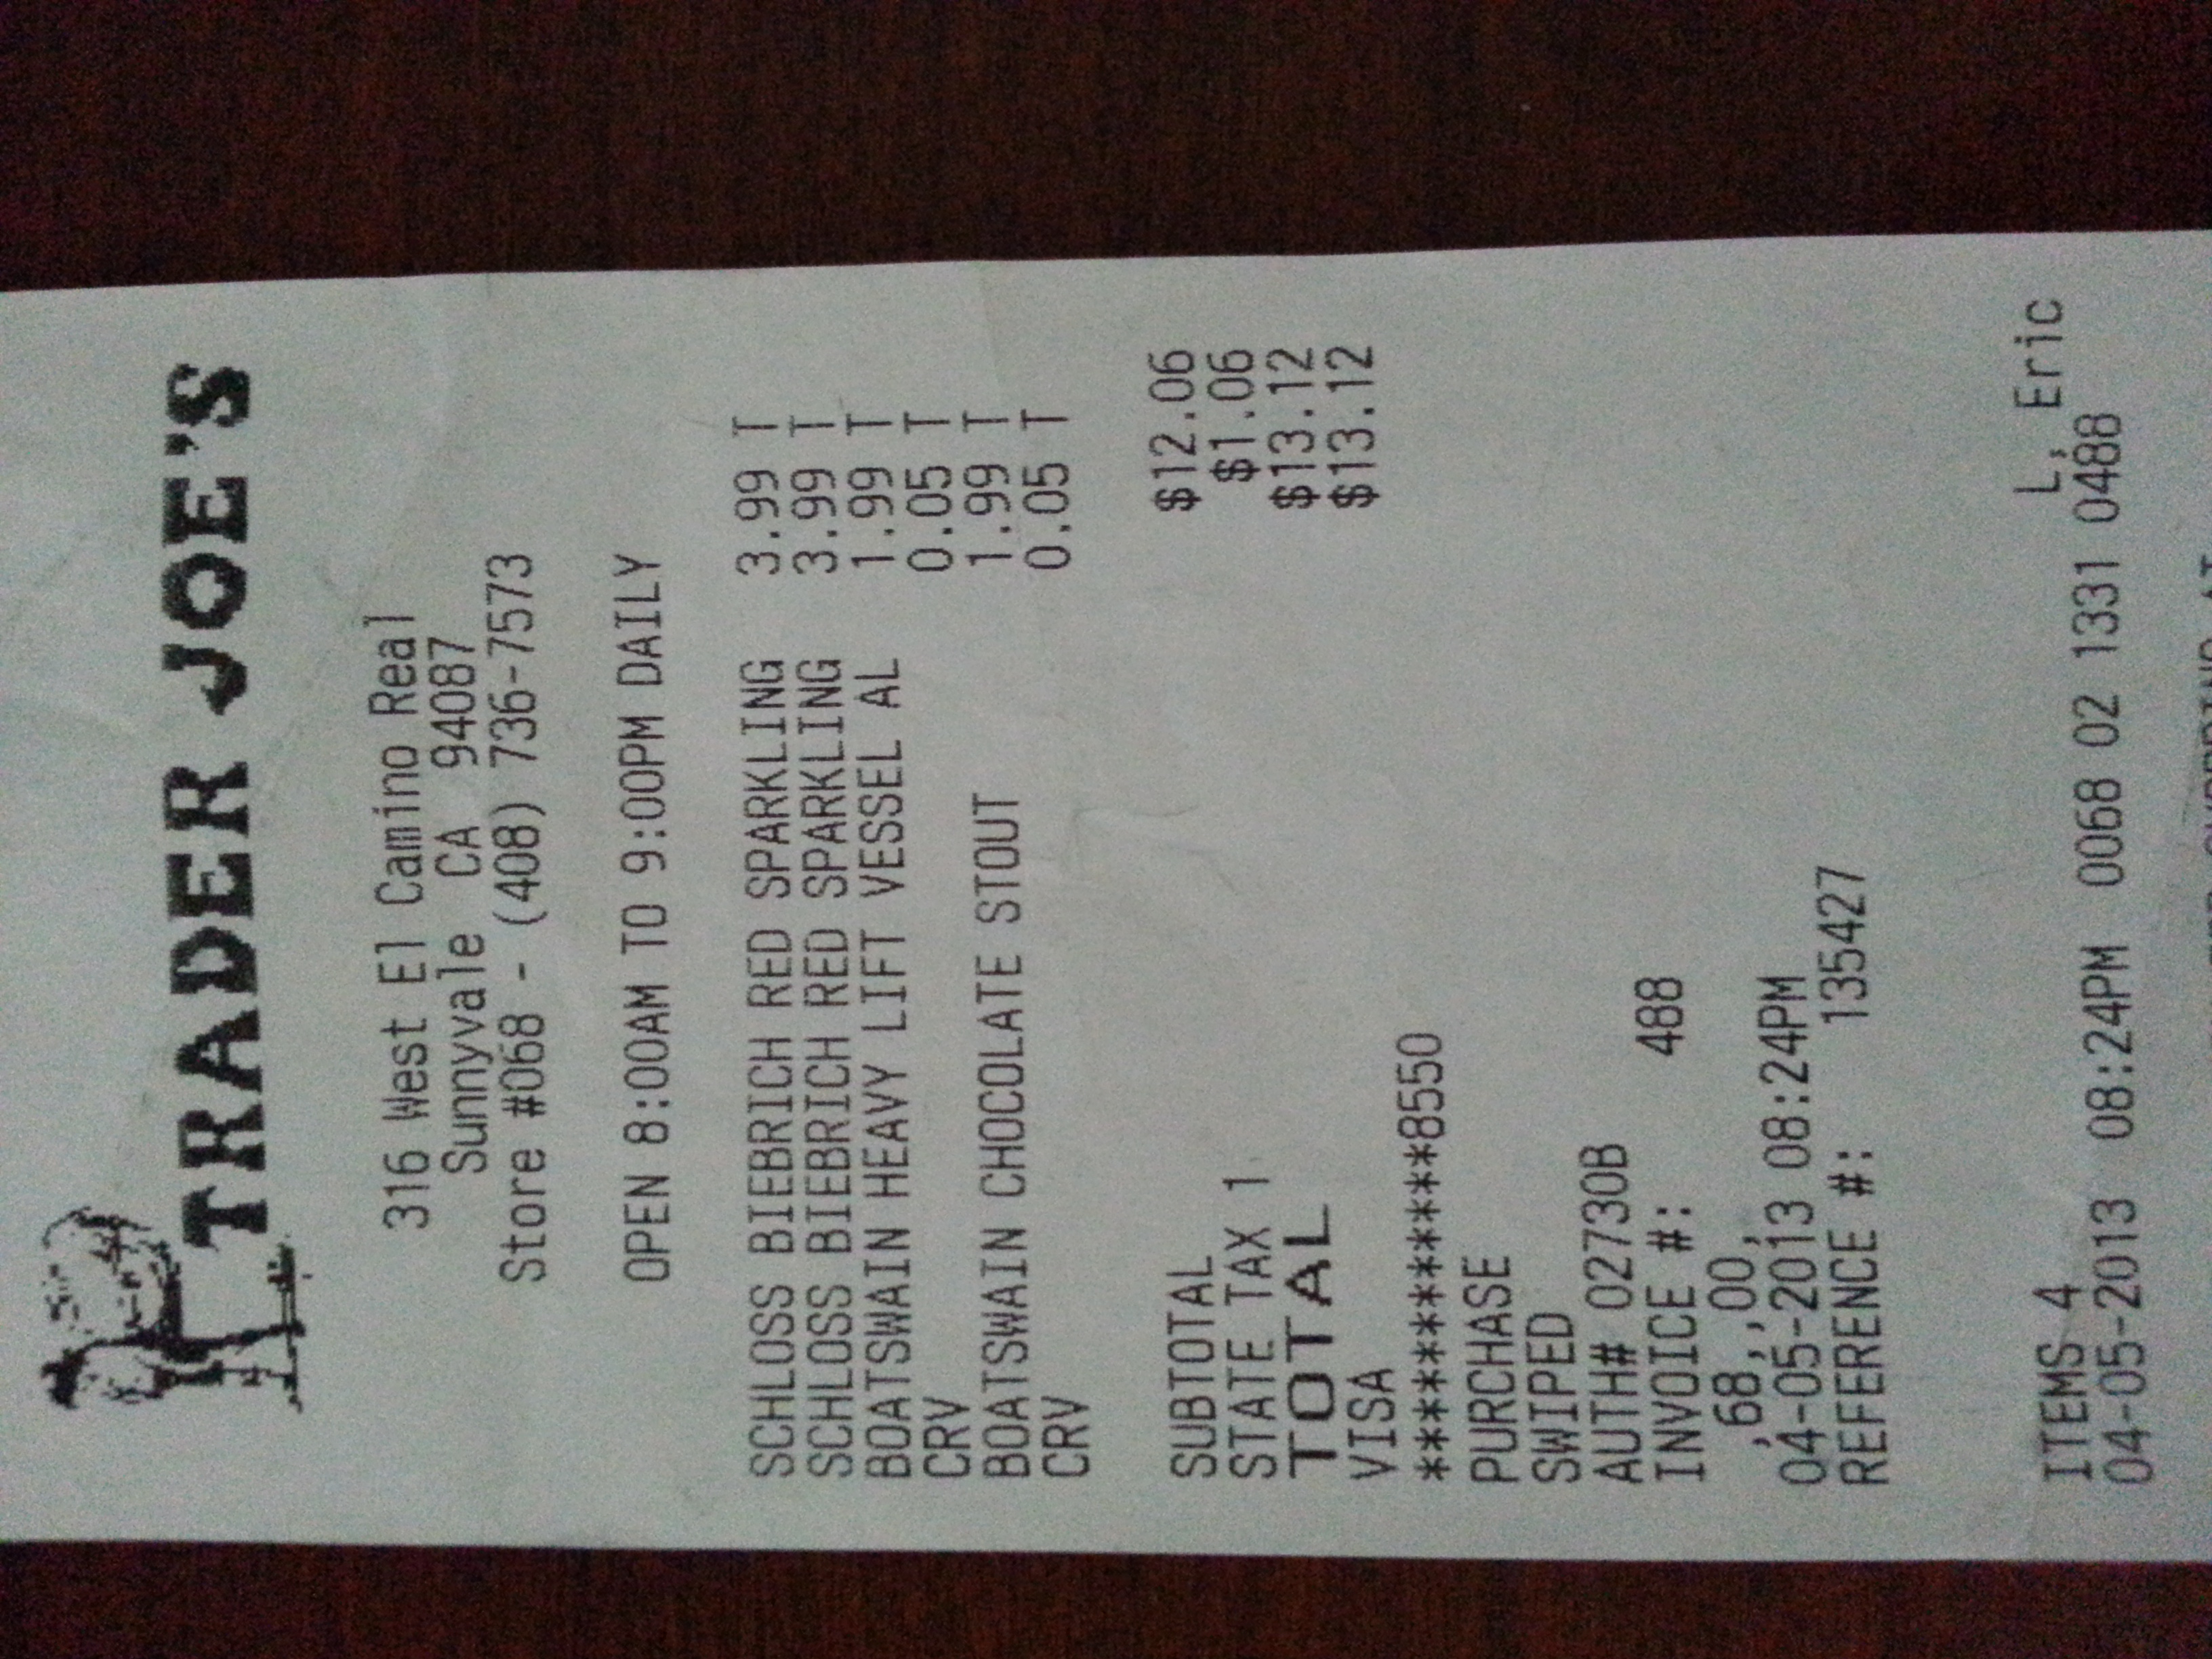 TRADER JOE'S
316 West El Camino Real
Sunnyvale CA 94087
Store #068 - (408) 736-7573
OPEN 8:00AM TO 9:00PM DAILY
SCHLOSS BIEBRICH RED SPARKLING 3.99 T
SCHLOSS BIEBRICH RED SPARKLING 3.99 T
BOATSWAIN HEAVY LIFT VESSEL AL 1.99 T
CRV 0.05 T
BOATSWAIN CHOCOLATE STOUT 1.99 T
CRV 0.05 T
SUBTOTAL $12.06
STATE TAX 1 $1.06
TOTAL $13.12
VISA $13.12
************8550
PURCHASE
SWIPED
AUTH# 02730B
INVOICE #: 488
,68,,00,
04-05-2013 08:24PM
REFERENCE #: 135427
ITEMS 4 L, Eric
04-05-2013 08:24PM 0068 02 1331 0488